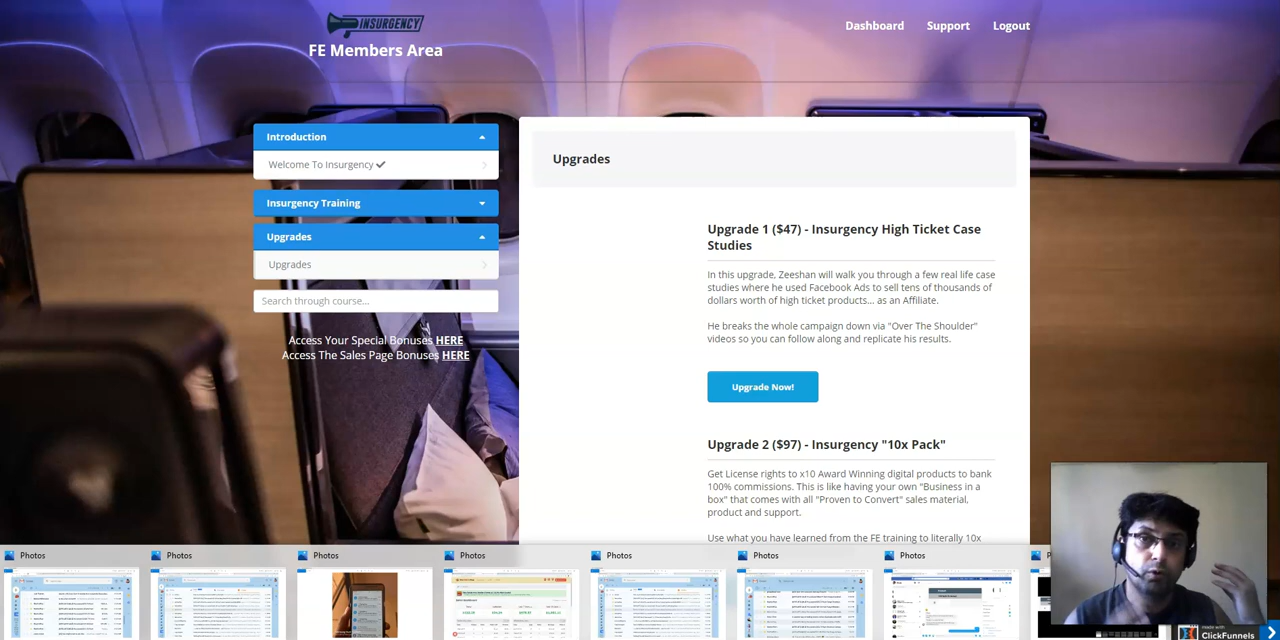 INSURGENCY
FE Members Area
Dashboard
Support
Logout
Introduction
Welcome To Insurgency
Insurgency Training
Upgrades
Upgrades
Search through course...
Access Your Special Bonuses HERE
Access The Sales Page Bonuses HERE
Upgrades
Upgrade 1 ($47) - Insurgency High Ticket Case
Studies
In this upgrade, Zeeshan will walk you through a few real life case
studies where he used Facebook Ads to sell tens of thousands of
dollars worth of high ticket products... as an Affiliate.
He breaks the whole campaign down via "Over The Shoulder"
videos so you can follow along and replicate his results.
Upgrade Now!
Upgrade 2 ($97) - Insurgency "10x Pack"
Get License rights to x10 Award Winning digital products to bank
100% commissions. This is like having your own "Business in a
box" that comes with all "Proven to Convert" sales material,
product and support.
Use what you have learned from the FE training to literally 10x
Photos
Photos
Photos
Photos
Photos
Photos
Photos
made with
ClickFunnels